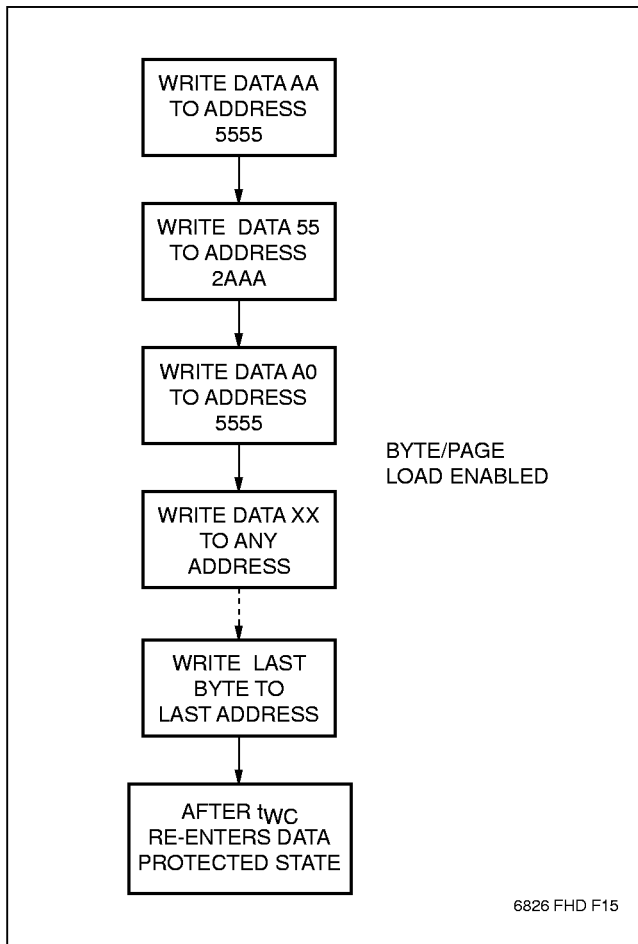 WRITE DATA AA
TO ADDRESS
5555
WRITE DATA 55
TO ADDRESS
2AAA
WRITE DATA A0
TO ADDRESS
5555
BYTE/PAGE
LOAD ENABLED
WRITE DATA XX
TO ANY
ADDRESS
WRITE LAST
BYTE TO
LAST ADDRESS
AFTER tWC
RE-ENTERS DATA
PROTECTED STATE
6826 FHD F15